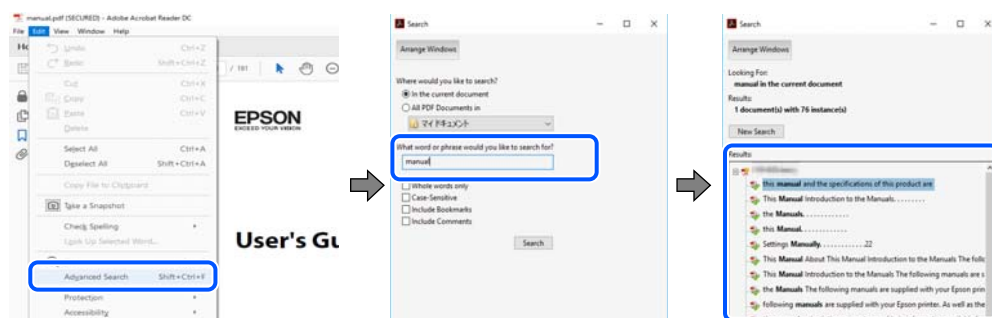 manual.pdf (SECURED) - Adobe Acrobat Reader DC
File Edit View Window Help
Undo Ctrl+Z
Redo Shift+Ctrl+Z
Cut Ctrl+X
Copy Ctrl+C
Paste Ctrl+V
Delete
Select All Ctrl+A
Deselect All Shift+Ctrl+A
Copy File to Clipboard
Take a Snapshot
Check Spelling
Look Up Selected Word...
Advanced Search Shift+Ctrl+F
Protection
Accessibility
/ 181
EPSON
EXCEED YOUR VISION
User's Gu
Search
Arrange Windows
Where would you like to search?
In the current document
All PDF Documents in
マイ ドキュメント
What word or phrase would you like to search for?
manual
Whole words only
Case-Sensitive
Include Bookmarks
Include Comments
Search
Search
Arrange Windows
Looking For:
manual in the current document
Results:
1 document(s) with 76 instance(s)
New Search
Results:
this manual and the specifications of this product are
This Manual Introduction to the Manuals. . . . . . . .
the Manuals. . . . . . . . . . . .
this Manual. . . . . . . . . . . .
Settings Manually. . . . . . . . . . . .22
This Manual About This Manual Introduction to the Manuals The follo
This Manual Introduction to the Manuals The following manuals are s
the Manuals The following manuals are supplied with your Epson prin
following manuals are supplied with your Epson printer. As well as the